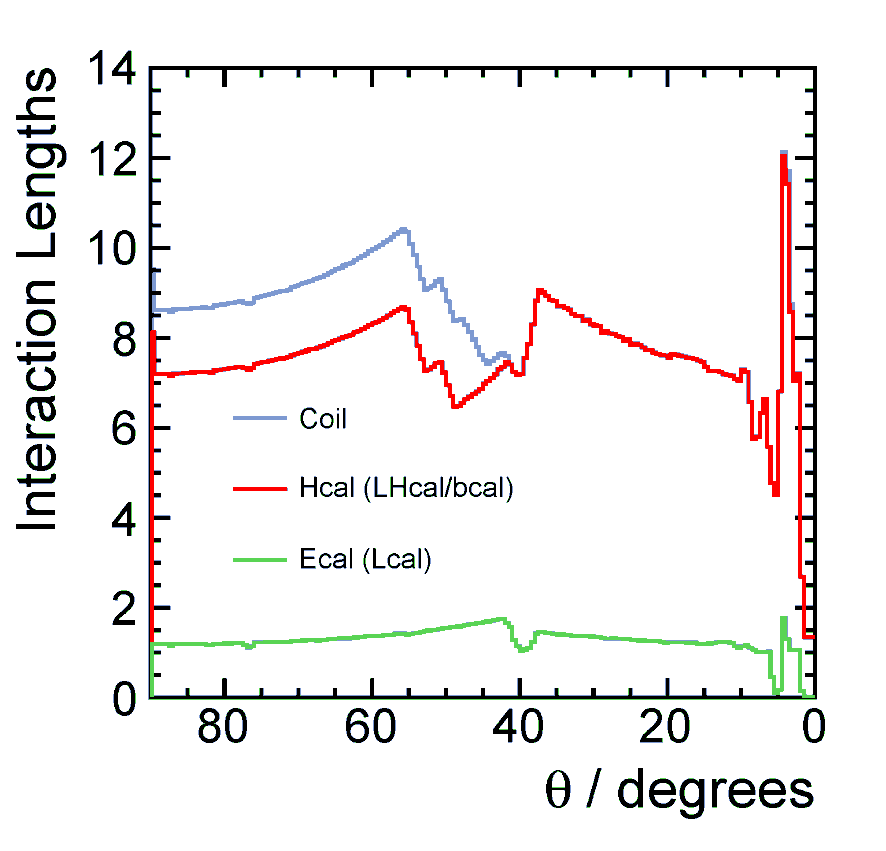 Interaction Lengths
14
12
10
8
6
4
2
0
Coil
Hcal (LHcal/bcal)
Ecal (Lcal)
80 60 40 20 0
θ / degrees